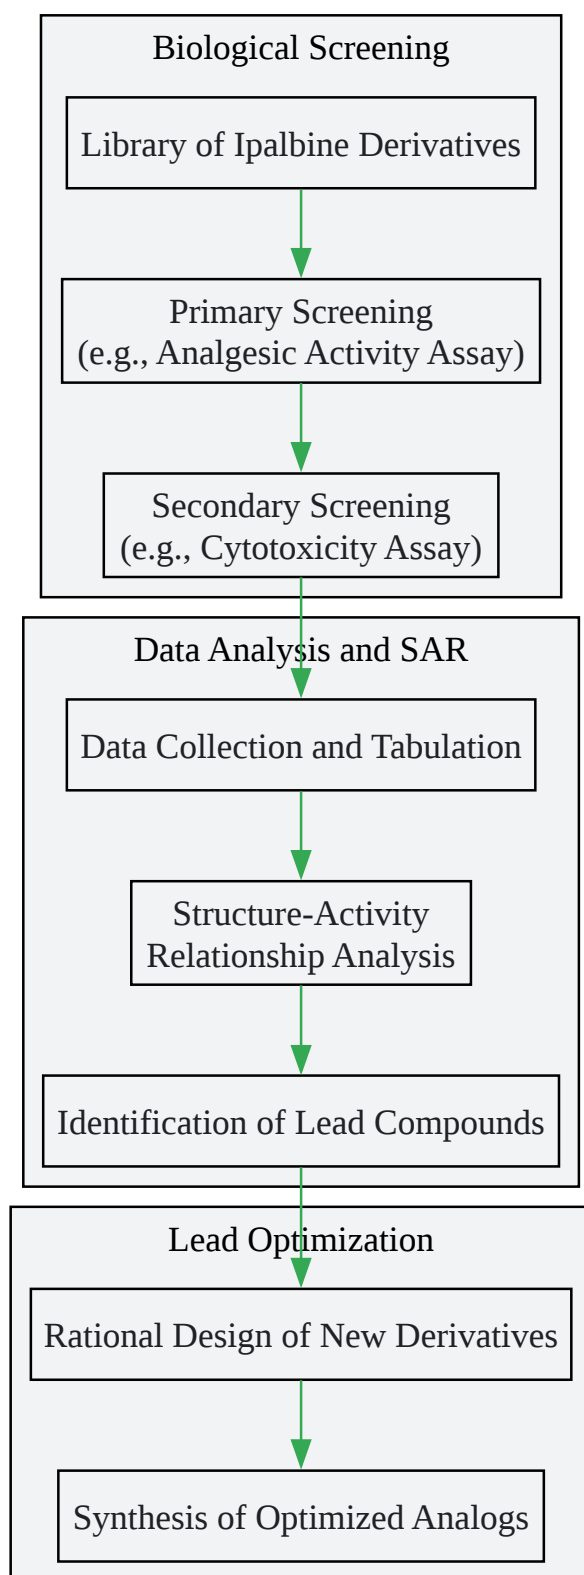 Biological Screening
Library of Ipalbine Derivatives
Primary Screening
(e.g., Analgesic Activity Assay)
Secondary Screening
(e.g., Cytotoxicity Assay)
Data Analysis and SAR
Data Collection and Tabulation
Structure-Activity
Relationship Analysis
Identification of Lead Compounds
Lead Optimization
Rational Design of New Derivatives
Synthesis of Optimized Analogs